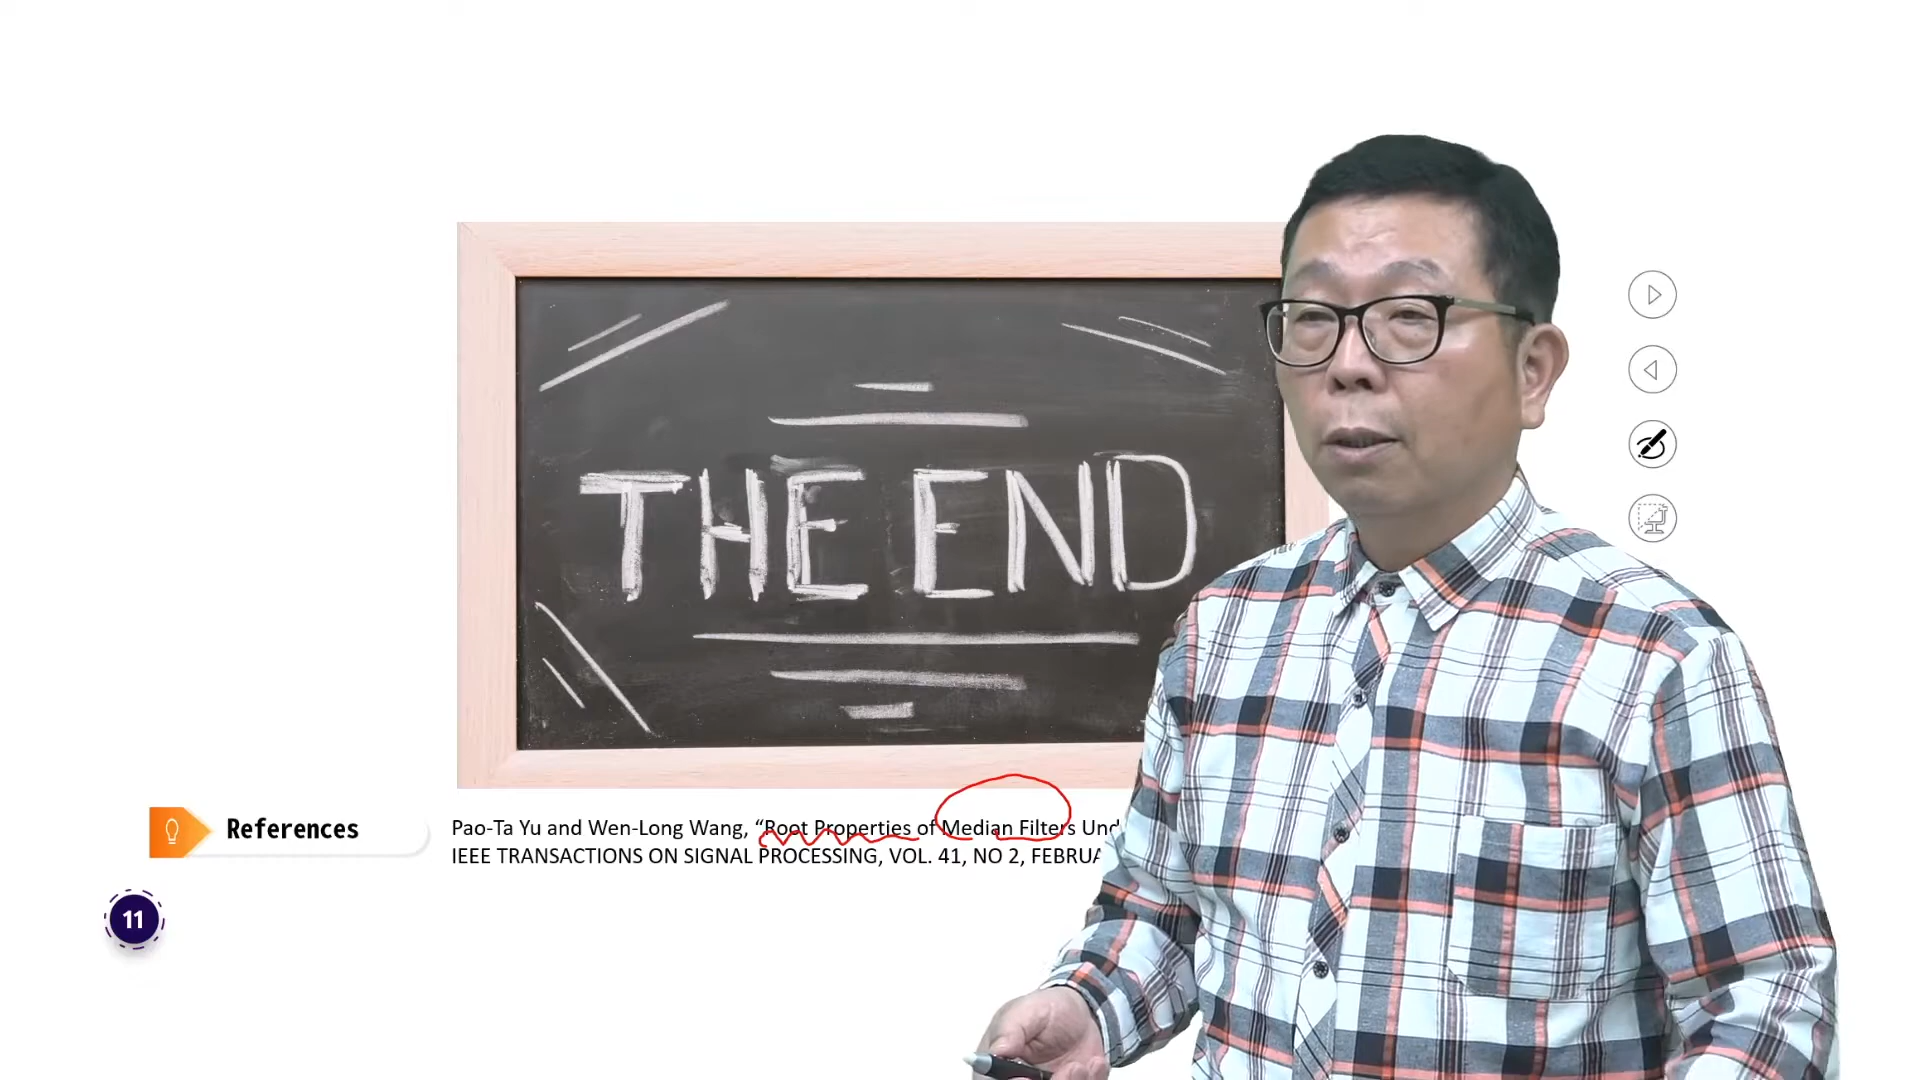 THE END
References
Pao-Ta Yu and Wen-Long Wang, “Root Properties of Median Filters
IEEE TRANSACTIONS ON SIGNAL PROCESSING, VOL. 41, NO 2,
11